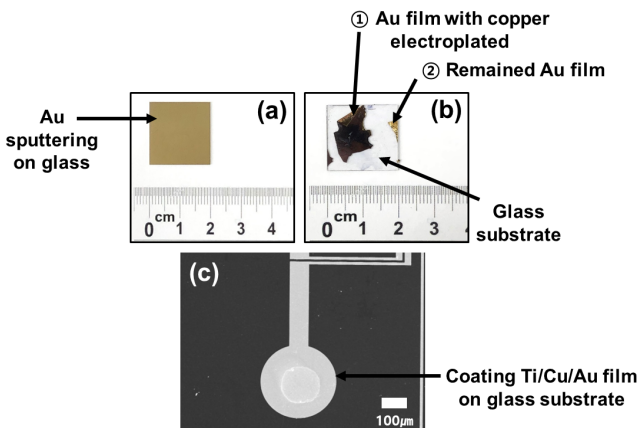 ① Au film with copper
electroplated
② Remained Au film
Au
sputtering
on glass
(a)
(b)
cm
0 1 2 3 4
cm
0 1 2 3
Glass
substrate
(c)
Coating Ti/Cu/Au film
on glass substrate
100μm